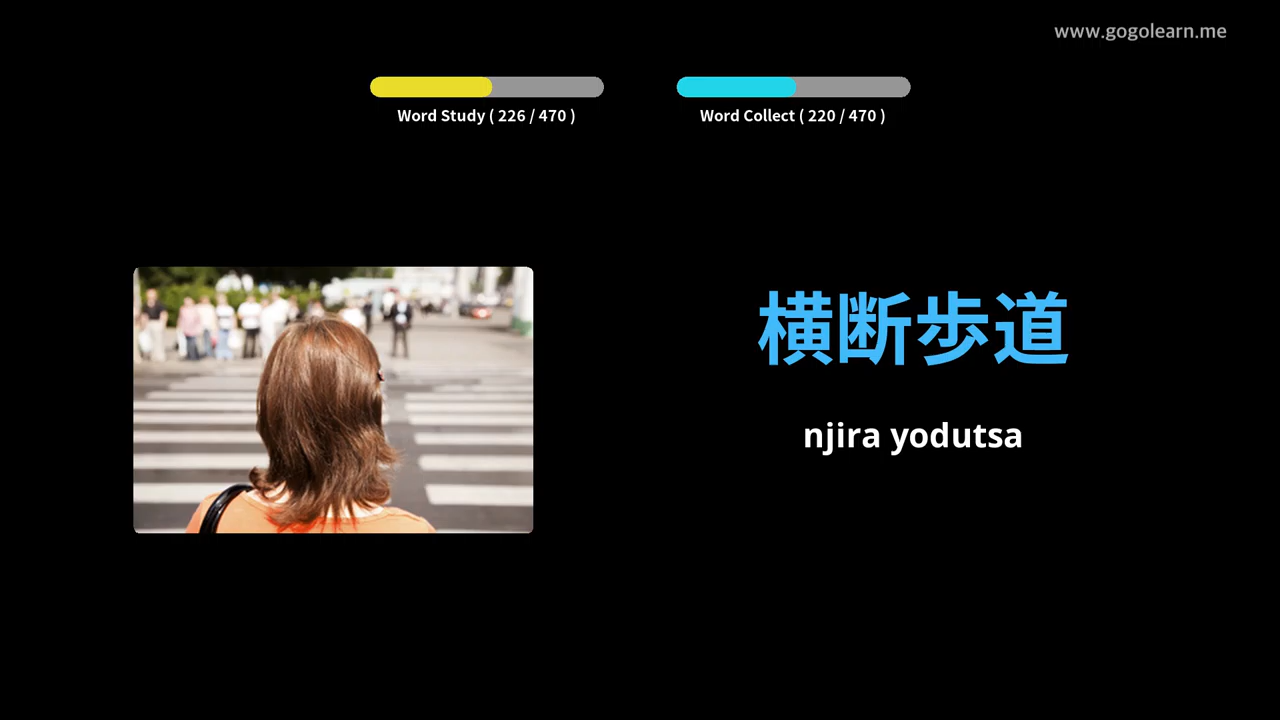 www.gogolearn.me
Word Study ( 226 / 470 )
Word Collect ( 220 / 470 )
横断歩道
njira yodutsa